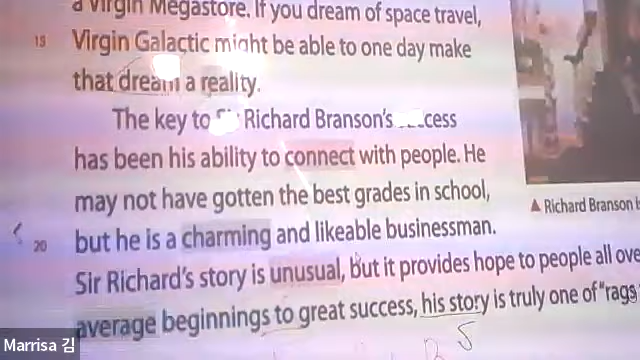 a Virgin Megastore. If you dream of space travel,
15 Virgin Galactic might be able to one day make
that dream a reality.
The key to Sir Richard Branson's success
has been his ability to connect with people. He
may not have gotten the best grades in school,
▲ Richard Branson
20 but he is a charming and likeable businessman.
Sir Richard's story is unusual, but it provides hope to people all
average beginnings to great success, his story is truly one of "rags
Marrisa 김